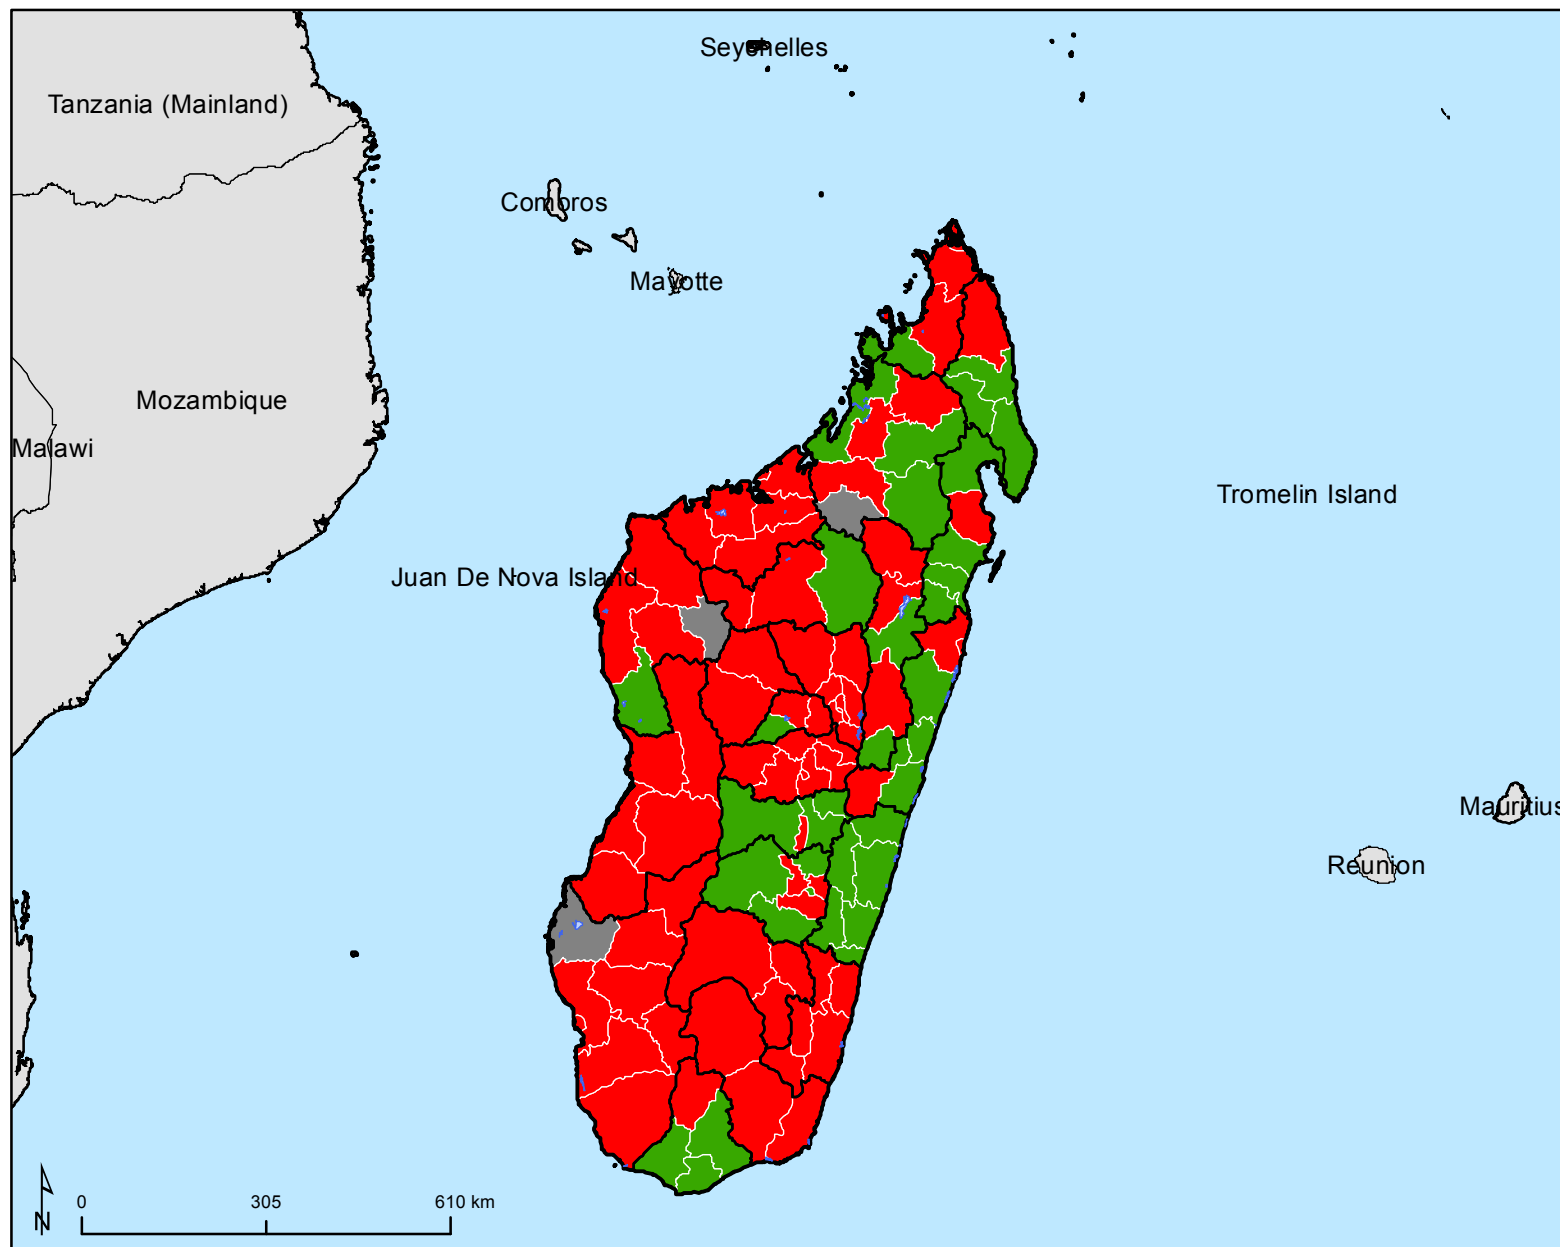 Seychelles
Tanzania (Mainland)
Comoros
Mayotte
Mozambique
Malawi
Tromelin Island
Juan De Nova Island
Mauritius
Reunion
0 305 610 km
N